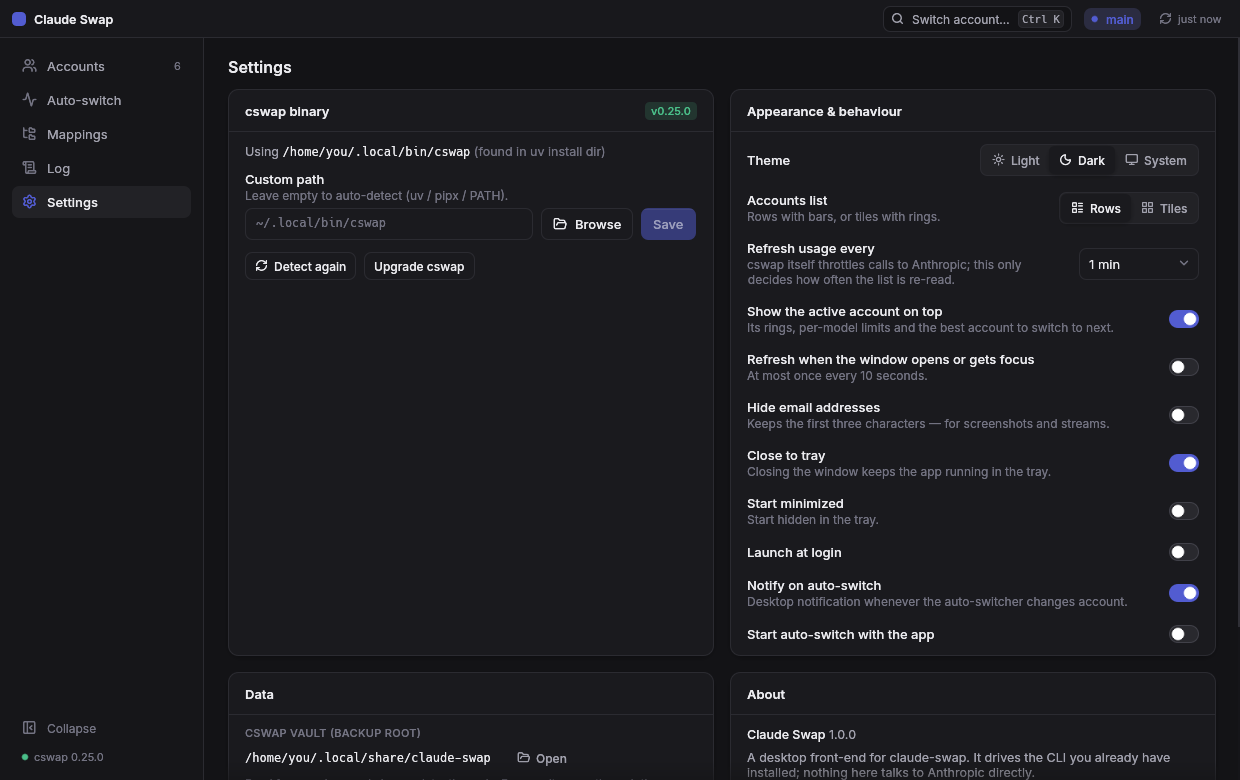 Claude Swap
Switch account... Ctrl K
main
just now
Accounts 6
Auto-switch
Mappings
Log
Settings
Collapse
cswap 0.25.0
Settings
cswap binary v0.25.0
Using /home/you/.local/bin/cswap (found in uv install dir)
Custom path
Leave empty to auto-detect (uv / pipx / PATH).
~/.local/bin/cswap Browse Save
Detect again Upgrade cswap
Appearance & behaviour
Theme Light Dark System
Accounts list
Rows with bars, or tiles with rings.
Rows Tiles
Refresh usage every
cswap itself throttles calls to Anthropic; this only
decides how often the list is re-read.
1 min
Show the active account on top
Its rings, per-model limits and the best account to switch to next.
Refresh when the window opens or gets focus
At most once every 10 seconds.
Hide email addresses
Keeps the first three characters — for screenshots and streams.
Close to tray
Closing the window keeps the app running in the tray.
Start minimized
Start hidden in the tray.
Launch at login
Notify on auto-switch
Desktop notification whenever the auto-switcher changes account.
Start auto-switch with the app
Data
CSWAP VAULT (BACKUP ROOT)
/home/you/.local/share/claude-swap Open
About
Claude Swap 1.0.0
A desktop front-end for claude-swap. It drives the CLI you already have
installed; nothing here talks to Anthropic directly.